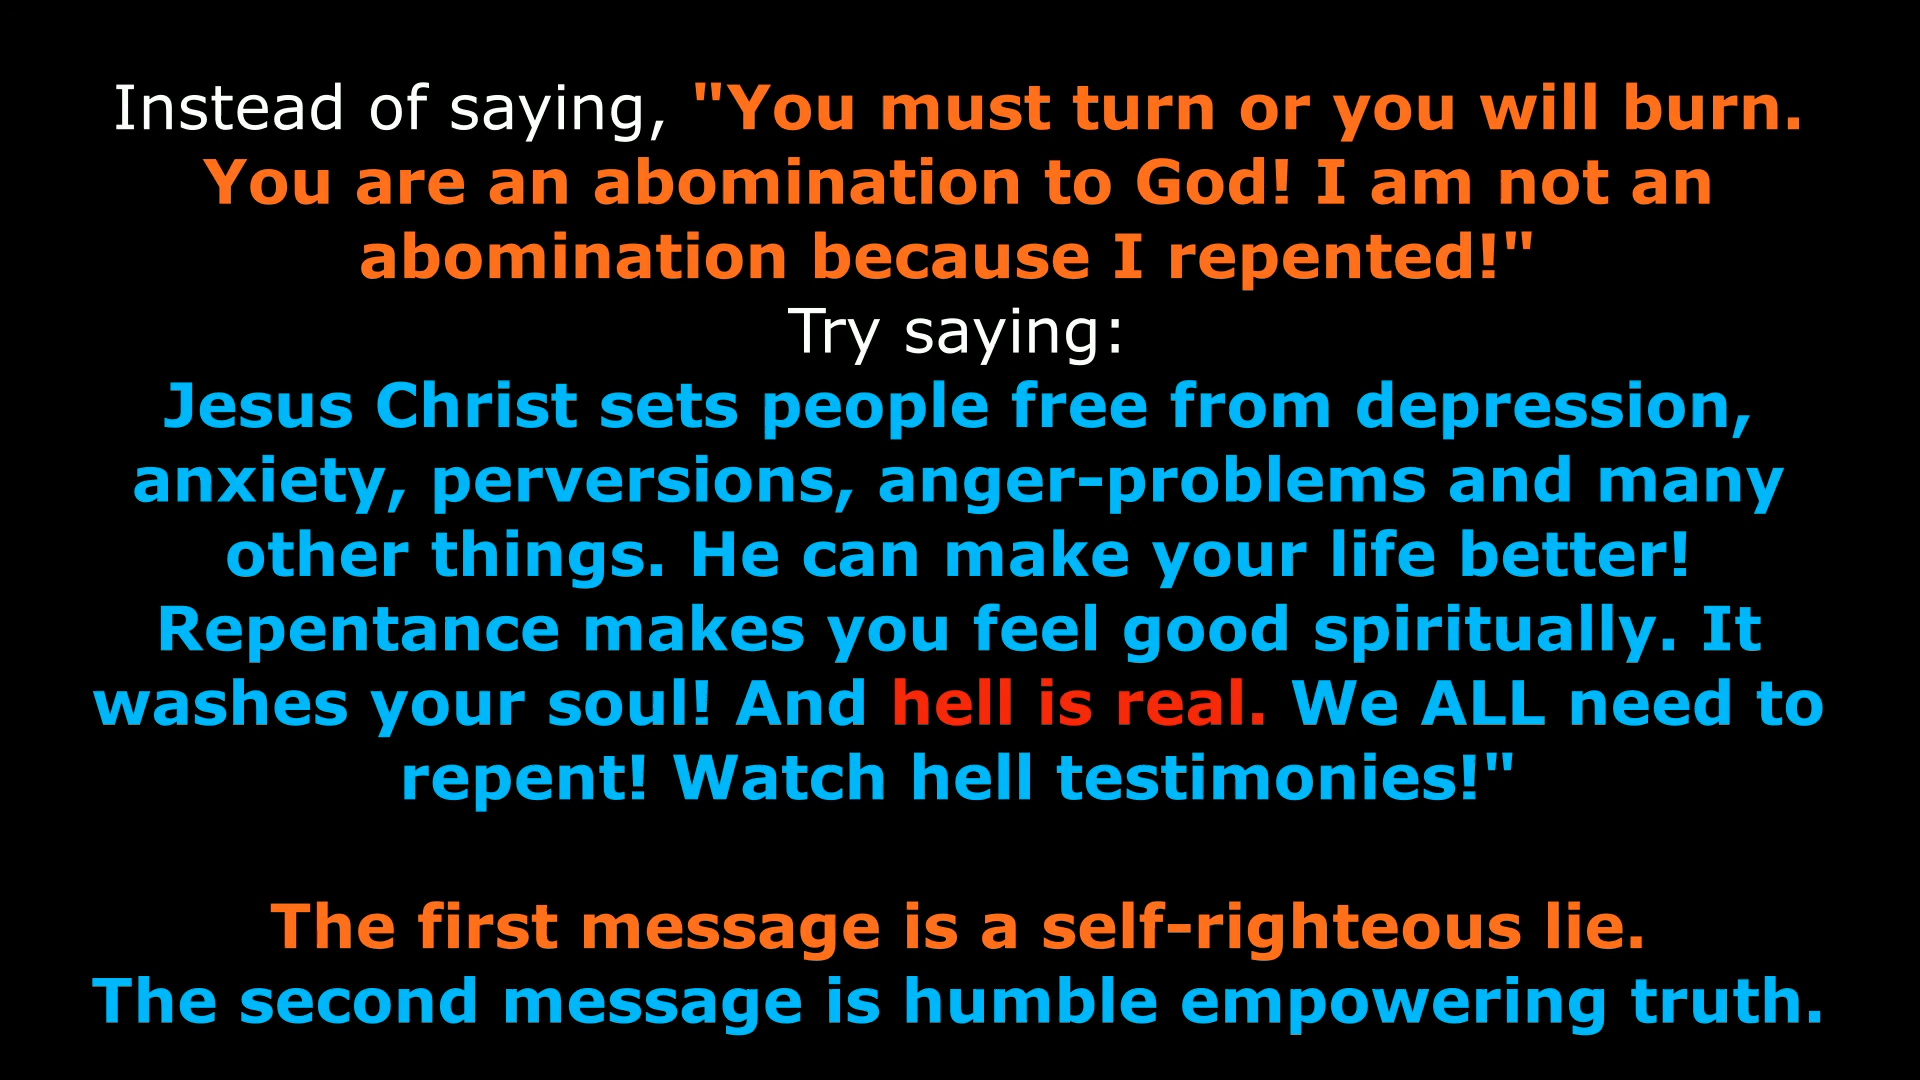 Instead of saying, "You must turn or you will burn.
You are an abomination to God! I am not an
abomination because I repented!"
Try saying:
Jesus Christ sets people free from depression,
anxiety, perversions, anger-problems and many
other things. He can make your life better!
Repentance makes you feel good spiritually. It
washes your soul! And hell is real. We ALL need to
repent! Watch hell testimonies!"
The first message is a self-righteous lie.
The second message is humble empowering truth.